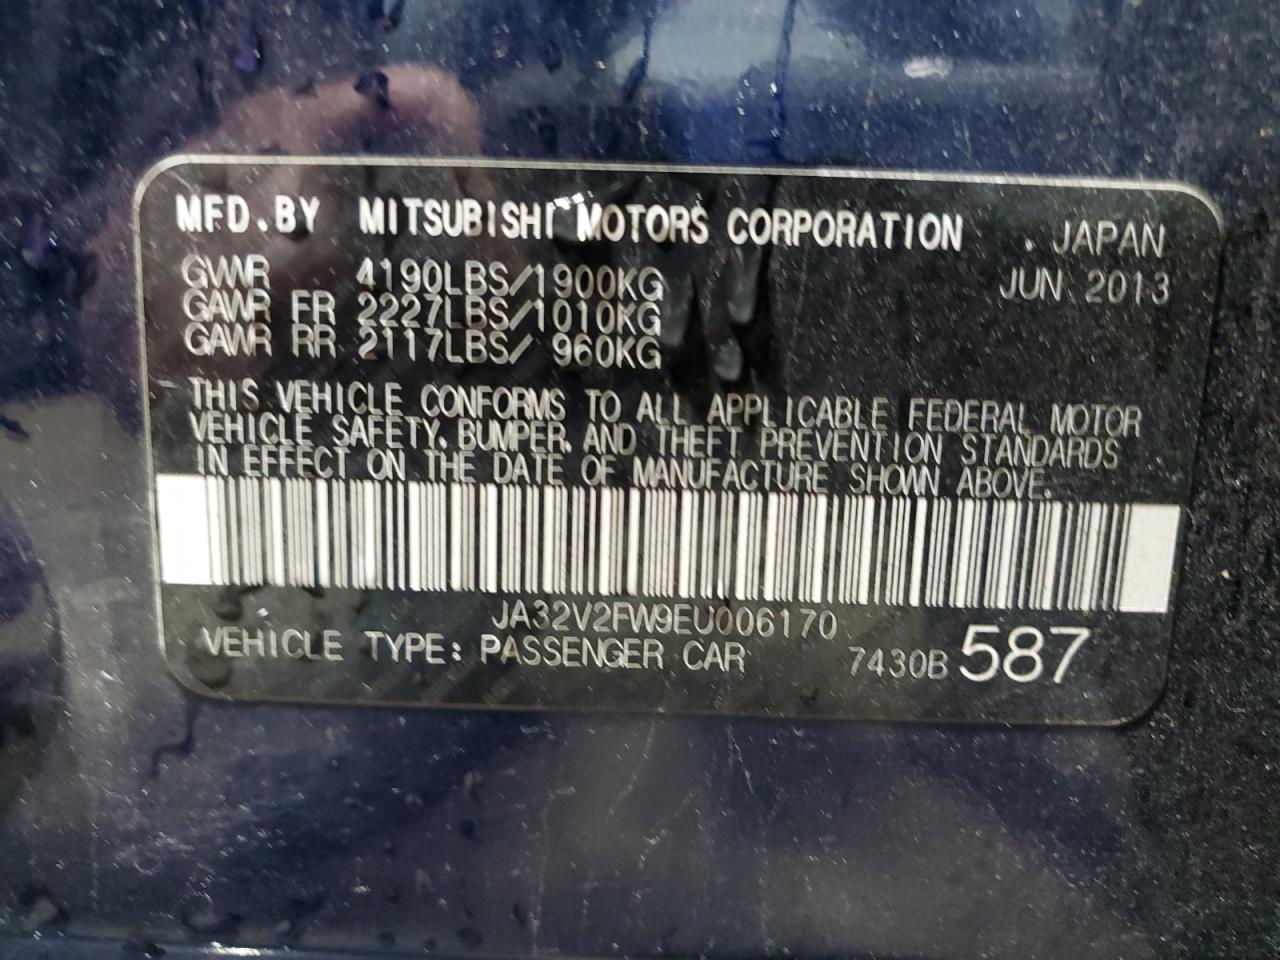 MFD.BY MITSUBISHI MOTORS CORPORATION . JAPAN
GVWR 4190LBS/1900KG JUN 2013
GAWR FR 2227LBS/1010KG
GAWR RR 2117LBS/ 960KG
THIS VEHICLE CONFORMS TO ALL APPLICABLE FEDERAL MOTOR
VEHICLE SAFETY, BUMPER, AND THEFT PREVENTION STANDARDS
IN EFFECT ON THE DATE OF MANUFACTURE SHOWN ABOVE.
JA32V2FW9EU006170
VEHICLE TYPE: PASSENGER CAR 7430B 587